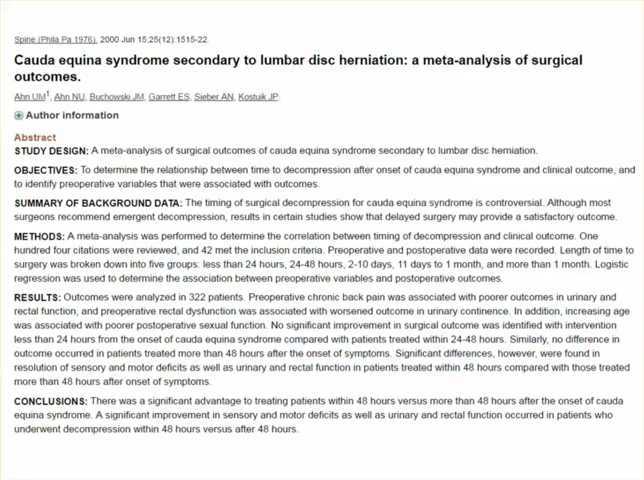 Spine (Phila Pa 1976). 2000 Jun 15;25(12):1515-22.
Cauda equina syndrome secondary to lumbar disc herniation: a meta-analysis of surgical
outcomes.
Ahn UM1, Ahn NU, Buchowski JM, Garrett ES, Sieber AN, Kostuik JP.
Author information
Abstract
STUDY DESIGN: A meta-analysis of surgical outcomes of cauda equina syndrome secondary to lumbar disc herniation.
OBJECTIVES: To determine the relationship between time to decompression after onset of cauda equina syndrome and clinical outcome, and
to identify preoperative variables that were associated with outcomes.
SUMMARY OF BACKGROUND DATA: The timing of surgical decompression for cauda equina syndrome is controversial. Although most
surgeons recommend emergent decompression, results in certain studies show that delayed surgery may provide a satisfactory outcome.
METHODS: A meta-analysis was performed to determine the correlation between timing of decompression and clinical outcome. One
hundred four citations were reviewed, and 42 met the inclusion criteria. Preoperative and postoperative data were recorded. Length of time to
surgery was broken down into five groups: less than 24 hours, 24-48 hours, 2-10 days, 11 days to 1 month, and more than 1 month. Logistic
regression was used to determine the association between preoperative variables and postoperative outcomes.
RESULTS: Outcomes were analyzed in 322 patients. Preoperative chronic back pain was associated with poorer outcomes in urinary and
rectal function, and preoperative rectal dysfunction was associated with worsened outcome in urinary continence. In addition, increasing age
was associated with poorer postoperative sexual function. No significant improvement in surgical outcome was identified with intervention
less than 24 hours from the onset of cauda equina syndrome compared with patients treated within 24-48 hours. Similarly, no difference in
outcome occurred in patients treated more than 48 hours after the onset of symptoms. Significant differences, however, were found in
resolution of sensory and motor deficits as well as urinary and rectal function in patients treated within 48 hours compared with those treated
more than 48 hours after onset of symptoms.
CONCLUSIONS: There was a significant advantage to treating patients within 48 hours versus more than 48 hours after the onset of cauda
equina syndrome. A significant improvement in sensory and motor deficits as well as urinary and rectal function occurred in patients who
underwent decompression within 48 hours versus after 48 hours.